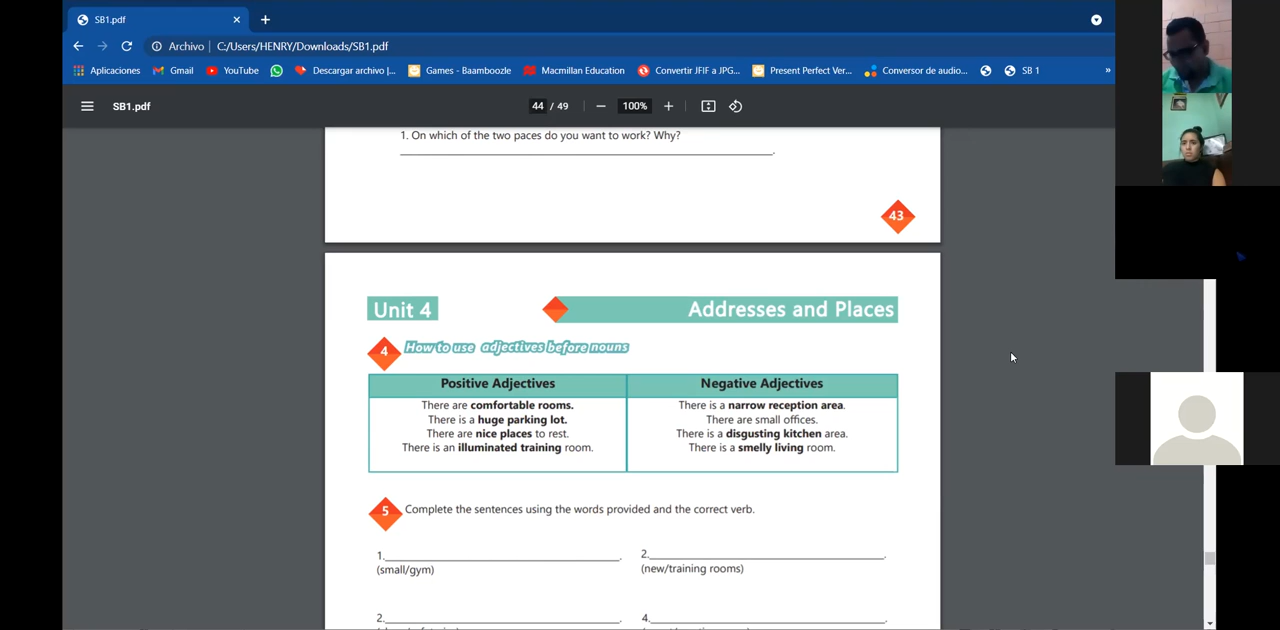 SB1.pdf
Archivo C:/Users/HENRY/Downloads/SB1.pdf
Aplicaciones Gmail YouTube Descargar archivo |... Games - Baamboozle Macmillan Education Convertir JFIF a JPG... Present Perfect Ver... Conversor de audio... SB 1 »
SB1.pdf 44 / 49 100%
1. On which of the two paces do you want to work? Why?
43
Unit 4 Addresses and Places
4 How to use adjectives before nouns
Positive Adjectives Negative Adjectives
There are comfortable rooms. There is a narrow reception area.
There is a huge parking lot. There are small offices.
There are nice places to rest. There is a disgusting kitchen area.
There is an illuminated training room. There is a smelly living room.
5 Complete the sentences using the words provided and the correct verb.
1. 2.
(small/gym) (new/training rooms)
2. 4.